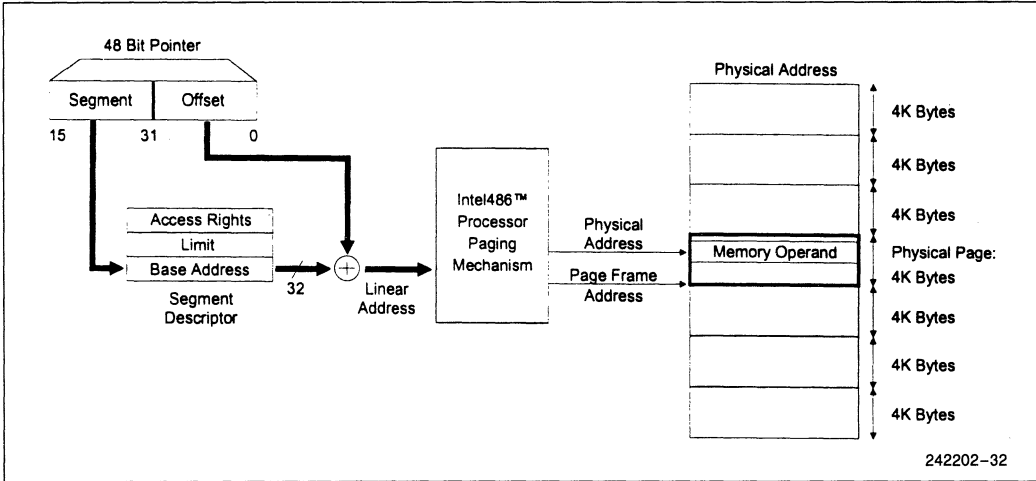 48 Bit Pointer
Segment
Offset
15
31
0
Access Rights
Limit
Base Address
Segment
Descriptor
32
+
Linear
Address
Intel486™
Processor
Paging
Mechanism
Physical
Address
Page Frame
Address
Physical Address
Memory Operand
4K Bytes
4K Bytes
4K Bytes
Physical Page:
4K Bytes
4K Bytes
4K Bytes
4K Bytes
242202-32